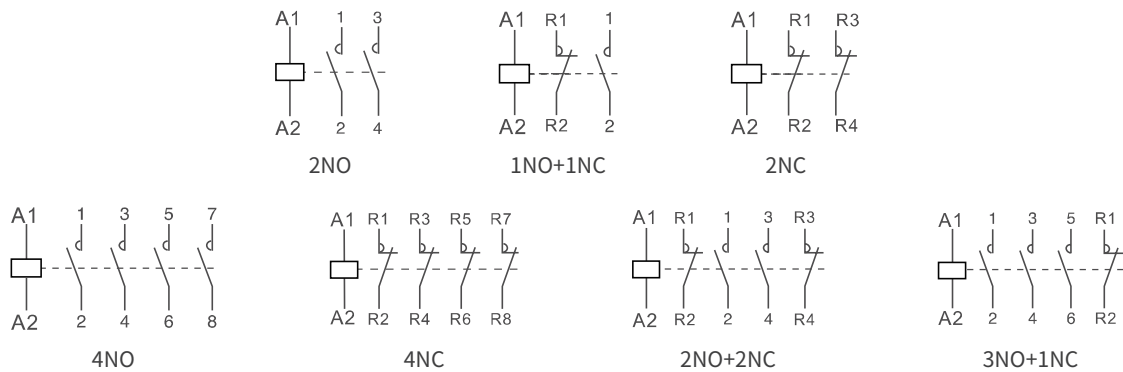 A1 1 3 A1 R1 1 A1 R1 R3
A2 2 4 A2 R2 2 A2 R2 R4
2NO 1NO+1NC 2NC
A1 1 3 5 7 A1 R1 R3 R5 R7 A1 R1 1 3 R3 A1 1 3 5 R1
A2 2 4 6 8 A2 R2 R4 R6 R8 A2 R2 2 4 R4 A2 2 4 6 R2
4NO 4NC 2NO+2NC 3NO+1NC